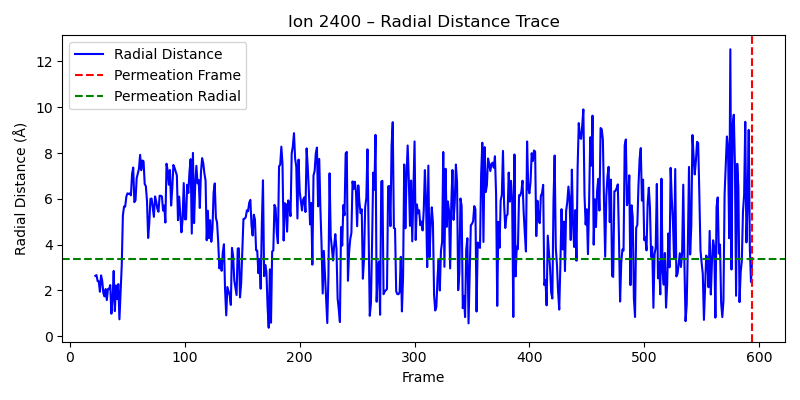 Ion 2400 – Radial Distance Trace
Radial Distance
Permeation Frame
Permeation Radial
Radial Distance (Å)
12
10
8
6
4
2
0
0 100 200 300 400 500 600
Frame